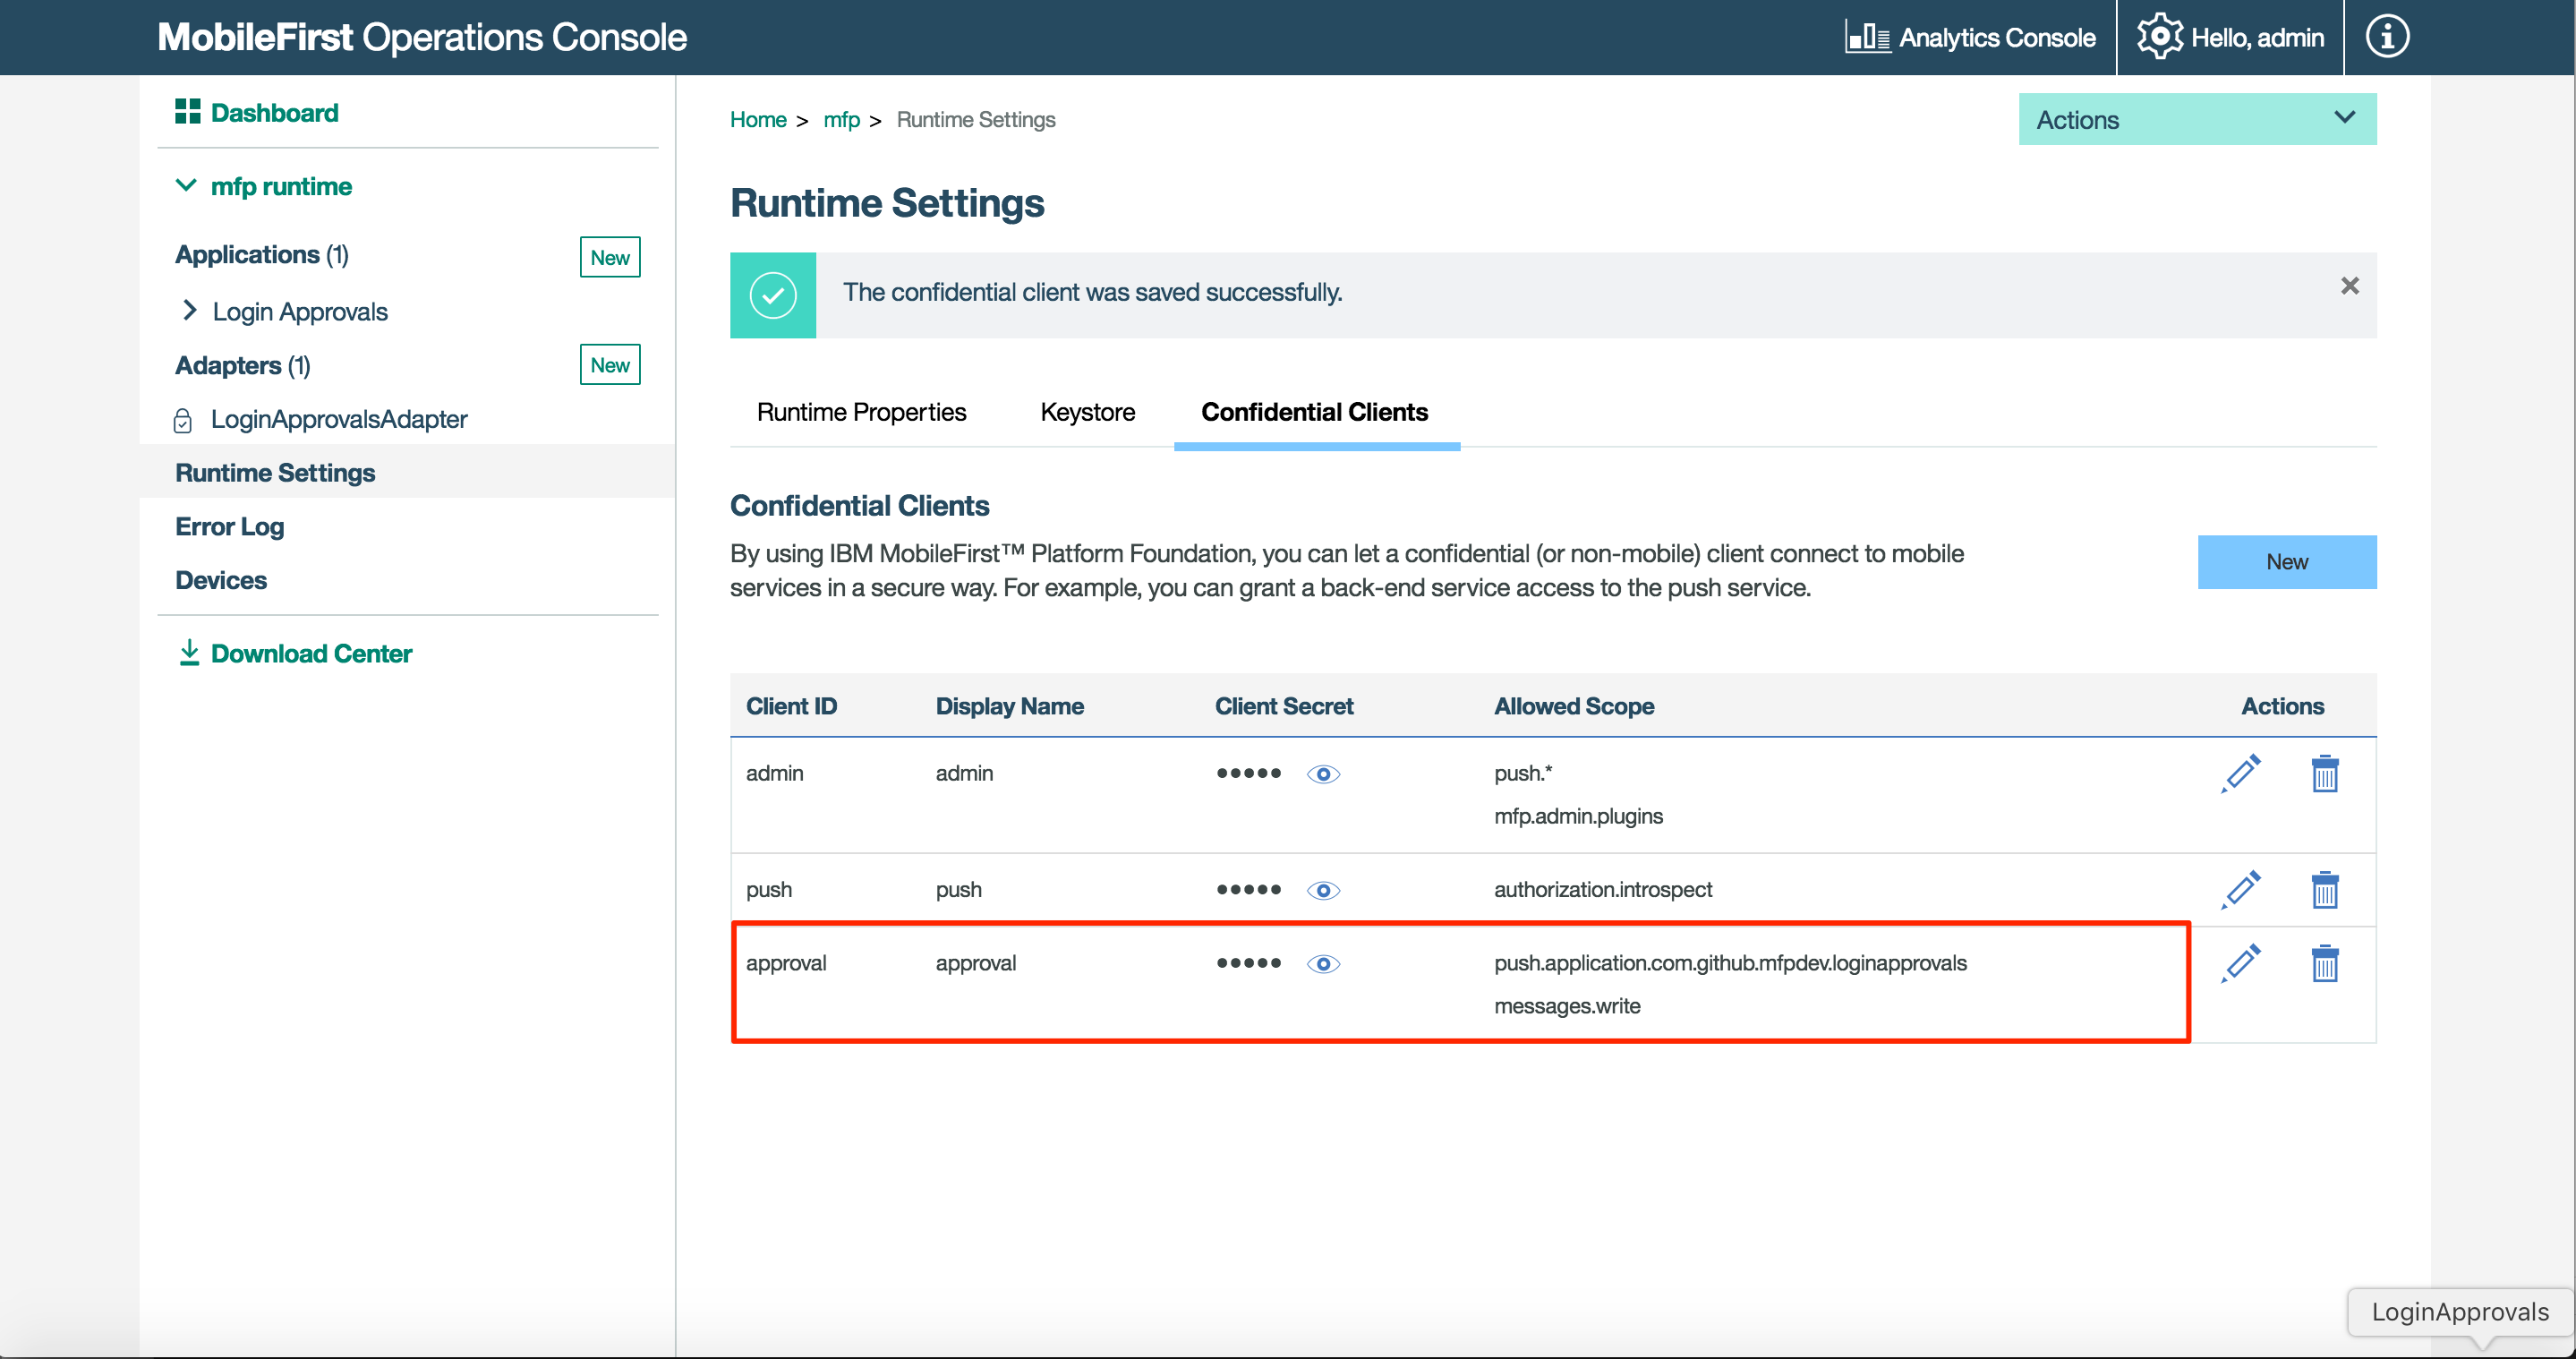 MobileFirst Operations Console
Analytics Console
Hello, admin
Dashboard
mfp runtime
Applications (1)
New
Login Approvals
Adapters (1)
New
LoginApprovalsAdapter
Runtime Settings
Error Log
Devices
Download Center
Home > mfp > Runtime Settings
Actions
Runtime Settings
The confidential client was saved successfully.
Runtime Properties
Keystore
Confidential Clients
Confidential Clients
By using IBM MobileFirst™ Platform Foundation, you can let a confidential (or non-mobile) client connect to mobile
services in a secure way. For example, you can grant a back-end service access to the push service.
New
Client ID Display Name Client Secret Allowed Scope Actions
admin admin ••••• push.*
mfp.admin.plugins
push push ••••• authorization.introspect
approval approval ••••• push.application.com.github.mfpdev.loginapprovals
messages.write
LoginApprovals